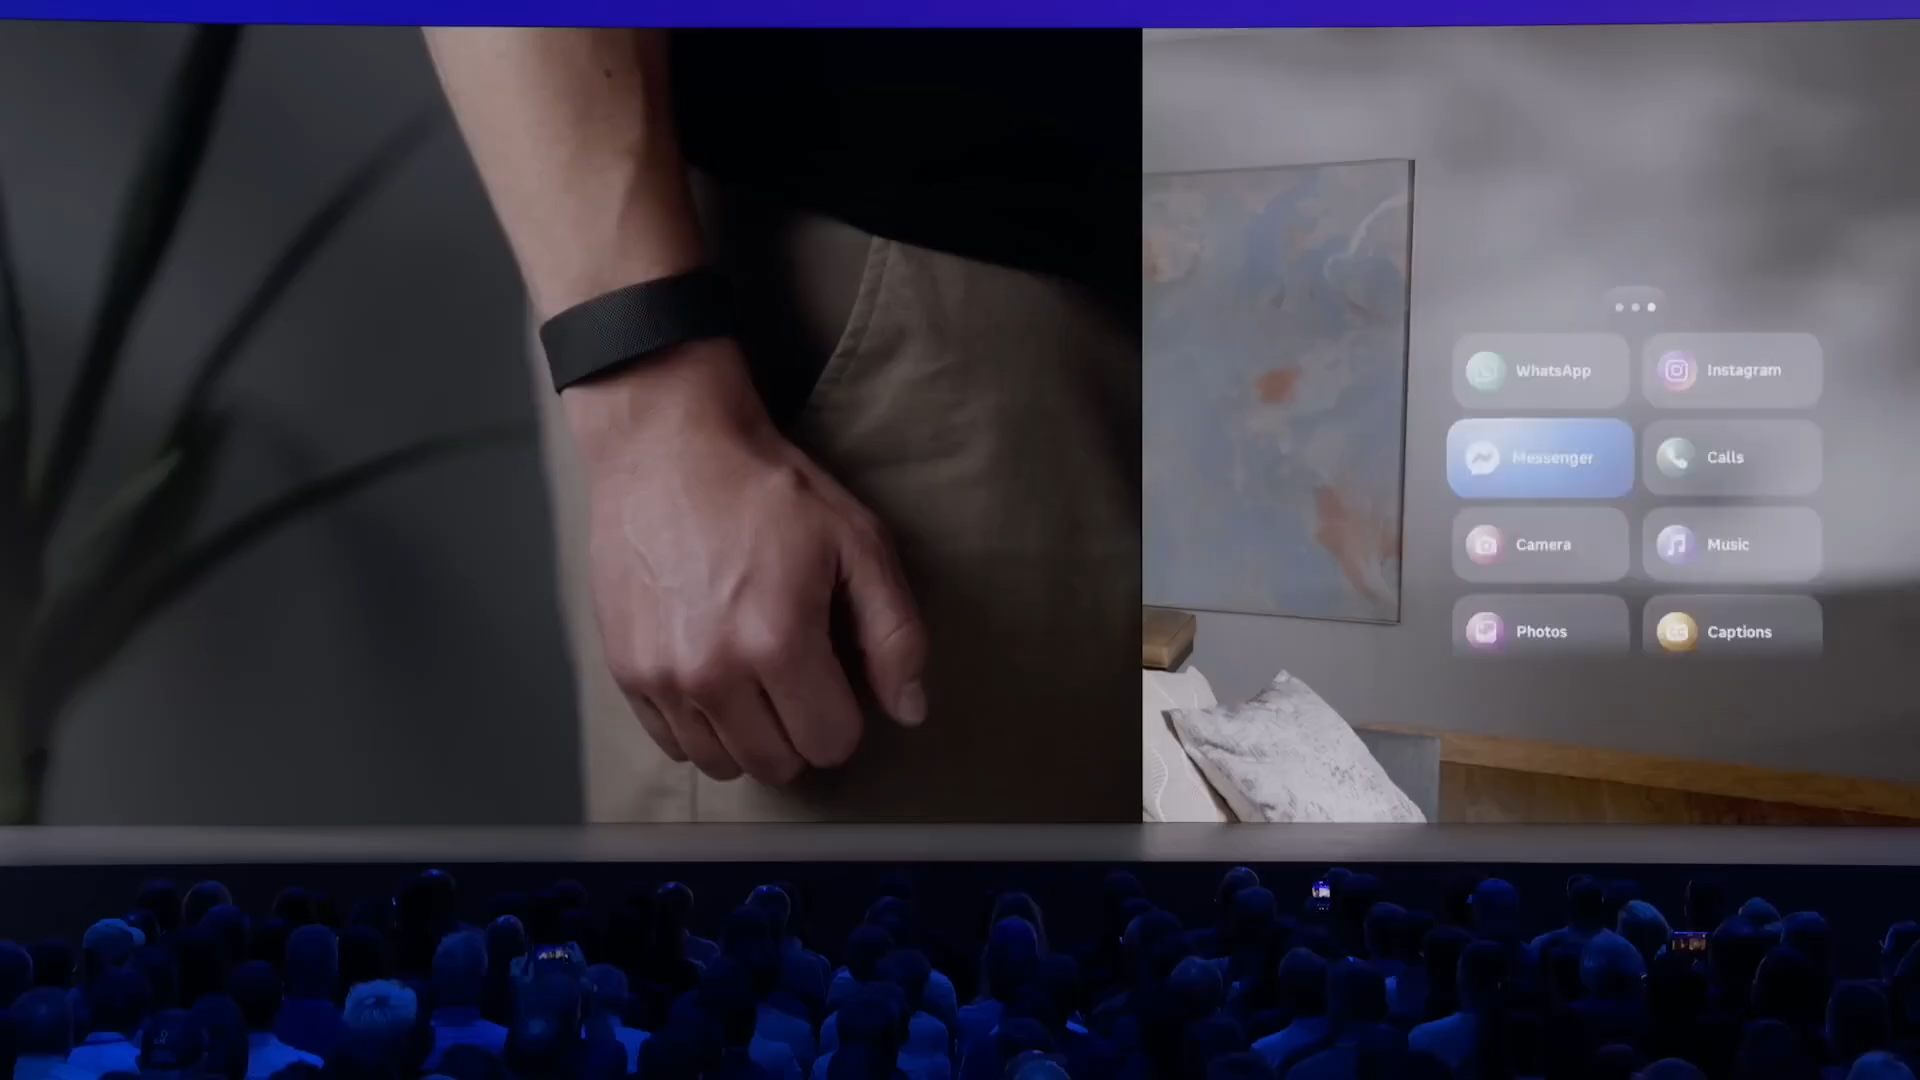 WhatsApp
Instagram
Messenger
Calls
Camera
Music
Photos
Captions